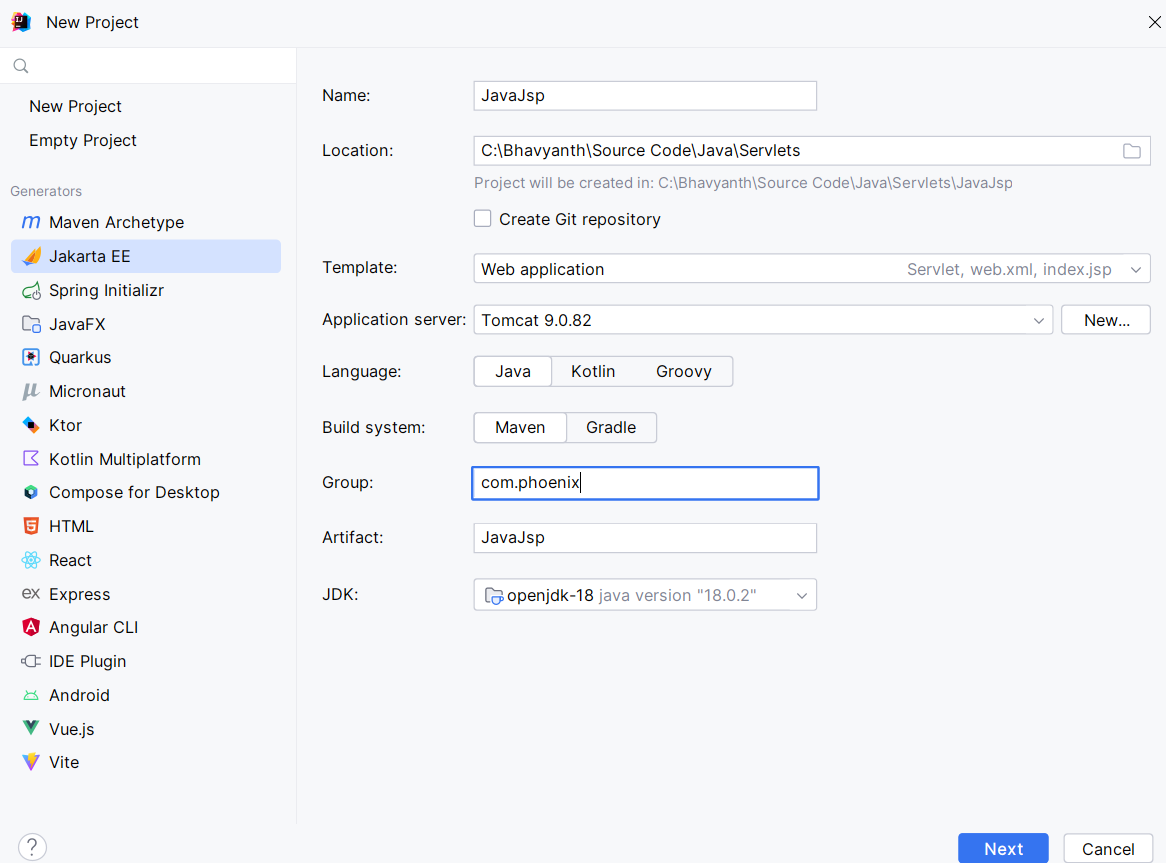 New Project
New Project
Empty Project
Generators
Maven Archetype
Jakarta EE
Spring Initializr
JavaFX
Quarkus
Micronaut
Ktor
Kotlin Multiplatform
Compose for Desktop
HTML
React
Express
Angular CLI
IDE Plugin
Android
Vue.js
Vite
Name: JavaJsp
Location: C:\Bhavyanth\Source Code\Java\Servlets
Project will be created in: C:\Bhavyanth\Source Code\Java\Servlets\JavaJsp
Create Git repository
Template: Web application Servlet, web.xml, index.jsp
Application server: Tomcat 9.0.82 New...
Language: Java Kotlin Groovy
Build system: Maven Gradle
Group: com.phoenix
Artifact: JavaJsp
JDK: openjdk-18 java version "18.0.2"
? Next Cancel